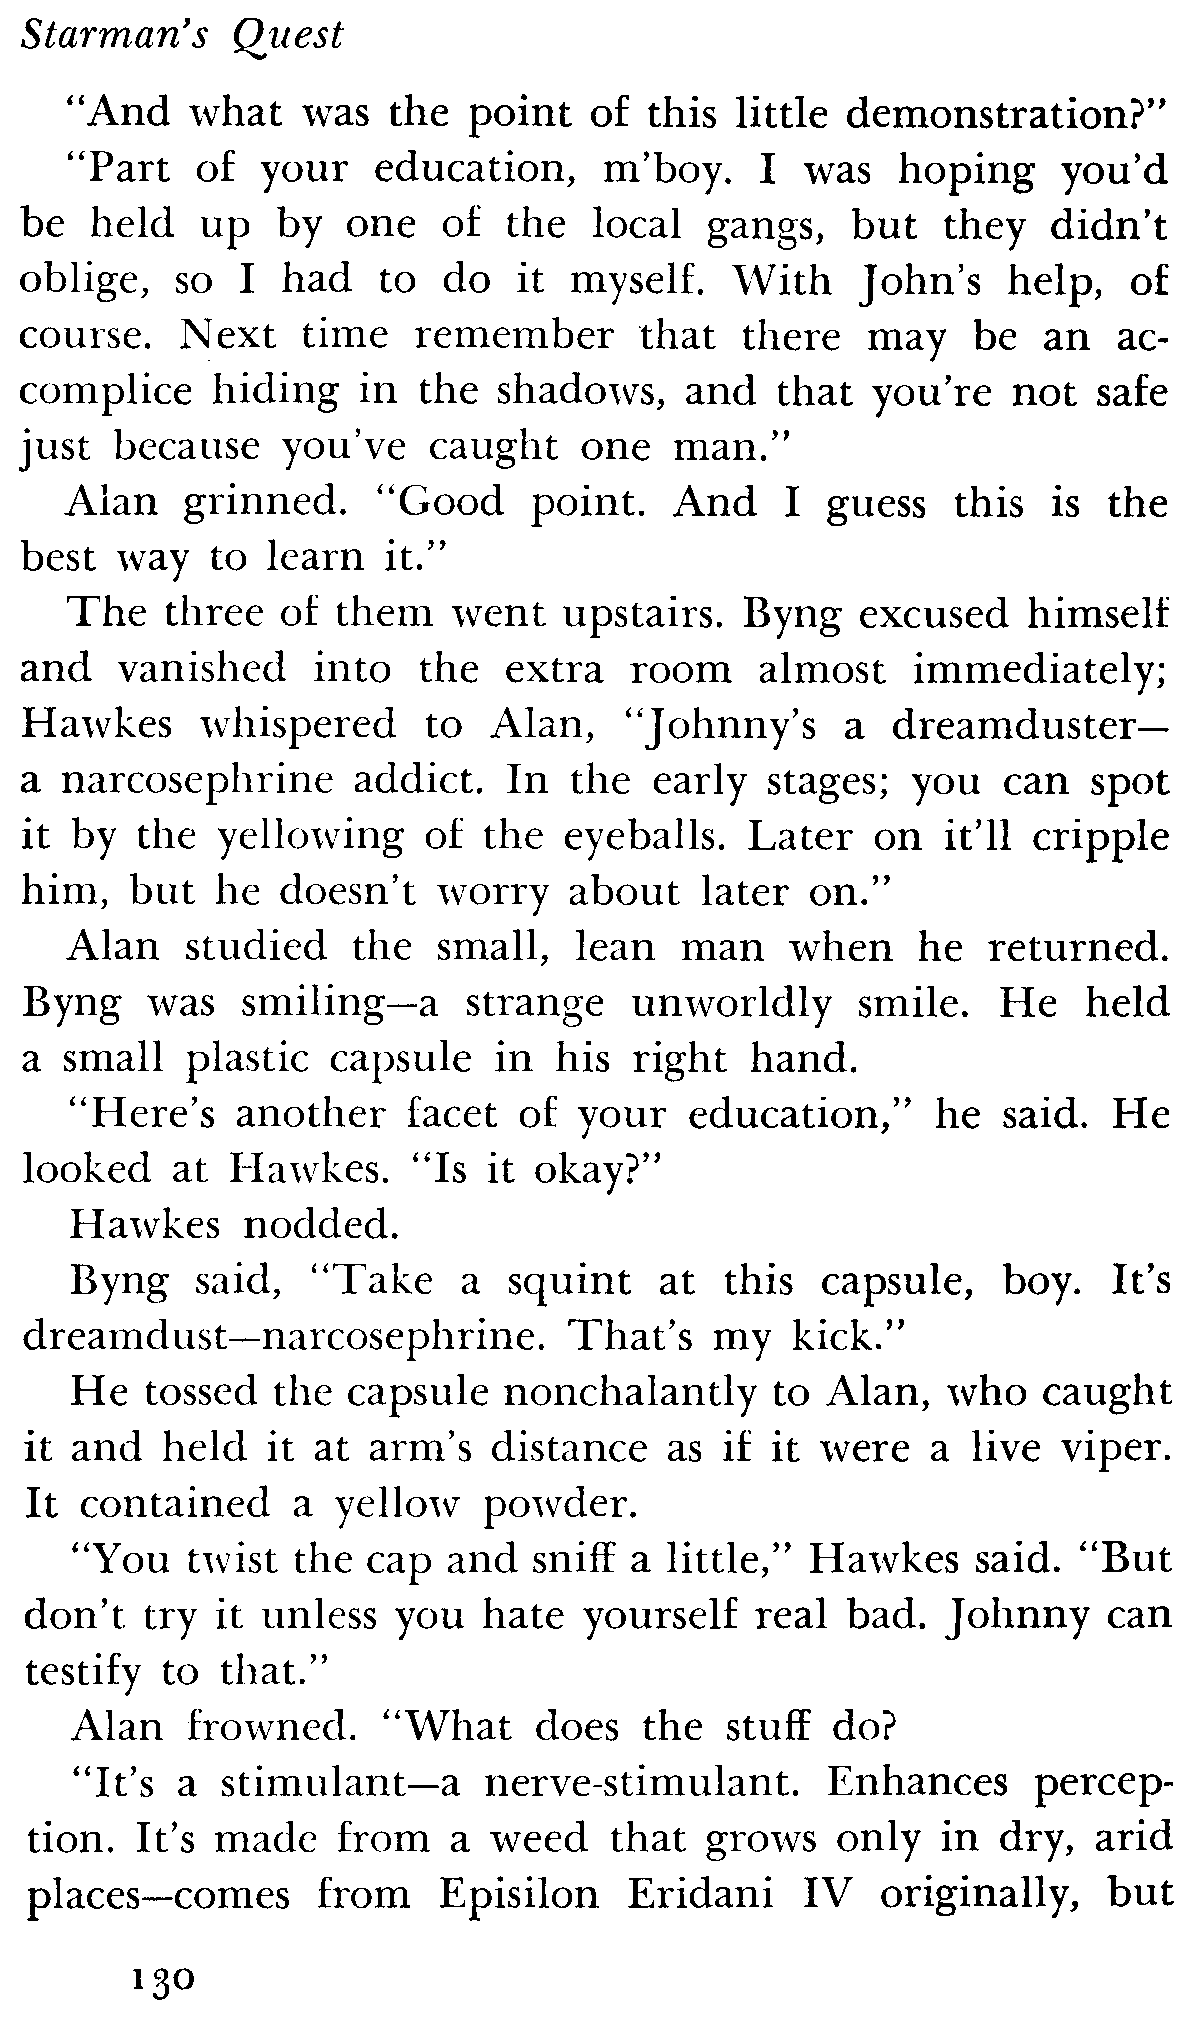 Starman's Quest
"And what was the point of this little demonstration?"
"Part of your education, m'boy. I was hoping you'd
be held up by one of the local gangs, but they didn't
oblige, so I had to do it myself. With John's help, of
course. Next time remember that there may be an ac-
complice hiding in the shadows, and that you're not safe
just because you've caught one man."
Alan grinned. "Good point. And I guess this is the
best way to learn it."
The three of them went upstairs. Byng excused himself
and vanished into the extra room almost immediately;
Hawkes whispered to Alan, "Johnny's a dreamduster—
a narcosephrine addict. In the early stages; you can spot
it by the yellowing of the eyeballs. Later on it'll cripple
him, but he doesn't worry about later on."
Alan studied the small, lean man when he returned.
Byng was smiling—a strange unworldly smile. He held
a small plastic capsule in his right hand.
"Here's another facet of your education," he said. He
looked at Hawkes. "Is it okay?"
Hawkes nodded.
Byng said, "Take a squint at this capsule, boy. It's
dreamdust—narcosephrine. That's my kick."
He tossed the capsule nonchalantly to Alan, who caught
it and held it at arm's distance as if it were a live viper.
It contained a yellow powder.
"You twist the cap and sniff a little," Hawkes said. "But
don't try it unless you hate yourself real bad. Johnny can
testify to that."
Alan frowned. "What does the stuff do?
"It's a stimulant—a nerve-stimulant. Enhances percep-
tion. It's made from a weed that grows only in dry, arid
places—comes from Episilon Eridani IV originally, but
130